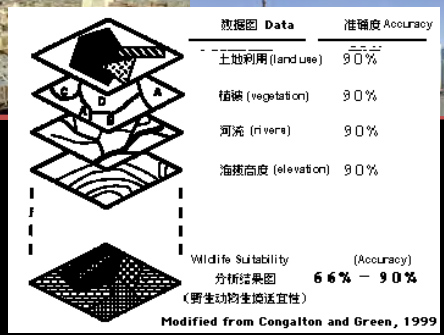 数据图 Data 准确度 Accuracy
土地利用 (land use) 90%
植被 (vegetation) 90%
河流 (rivers) 90%
海拔高度 (elevation) 90%
C D A
A B
Wildlife Suitability (Accuracy)
分析结果图 66% - 90%
(野生动物生境适宜性)
Modified from Congalton and Green, 1999